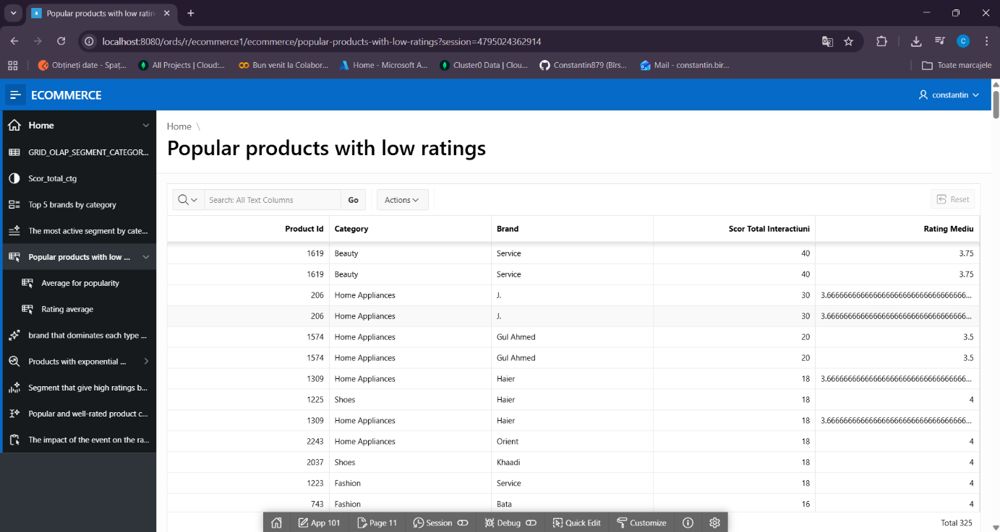 Popular products with low ratin
localhost:8080/ords/r/ecommerce1/ecommerce/popular-products-with-low-ratings?session=4795024362914
C
Obțineți date - Spaț... All Projects | Cloud:... Bun venit la Colabor... Home - Microsoft A... Cluster0 Data | Clou... Constantin879 (Bîrs... Mail - constantin.bir... Toate marcajele
ECOMMERCE constantin
Home
GRID_OLAP_SEGMENT_CATEGOR...
Scor_total_ctg
Top 5 brands by category
The most active segment by cate...
Popular products with low ...
Average for popularity
Rating average
brand that dominates each type ...
Products with exponential ...
Segment that give high ratings b...
Popular and well-rated product c...
The impact of the event on the ra...
Home \
Popular products with low ratings
Search: All Text Columns Go Actions Reset
Product Id Category Brand Scor Total Interactiuni Rating Mediu
1619 Beauty Service 40 3.75
1619 Beauty Service 40 3.75
206 Home Appliances J. 30 3.66666666666666666666666666666666...
206 Home Appliances J. 30 3.66666666666666666666666666666666...
1574 Home Appliances Gul Ahmed 20 3.5
1574 Home Appliances Gul Ahmed 20 3.5
1309 Home Appliances Haier 18 3.66666666666666666666666666666666...
1225 Shoes Haier 18 4
1309 Home Appliances Haier 18 3.66666666666666666666666666666666...
2243 Home Appliances Orient 18 4
2037 Shoes Khaadi 18 4
1223 Fashion Service 18 4
743 Fashion Bata 16 4
App 101 Page 11 Session Debug Quick Edit Customize
Total 325